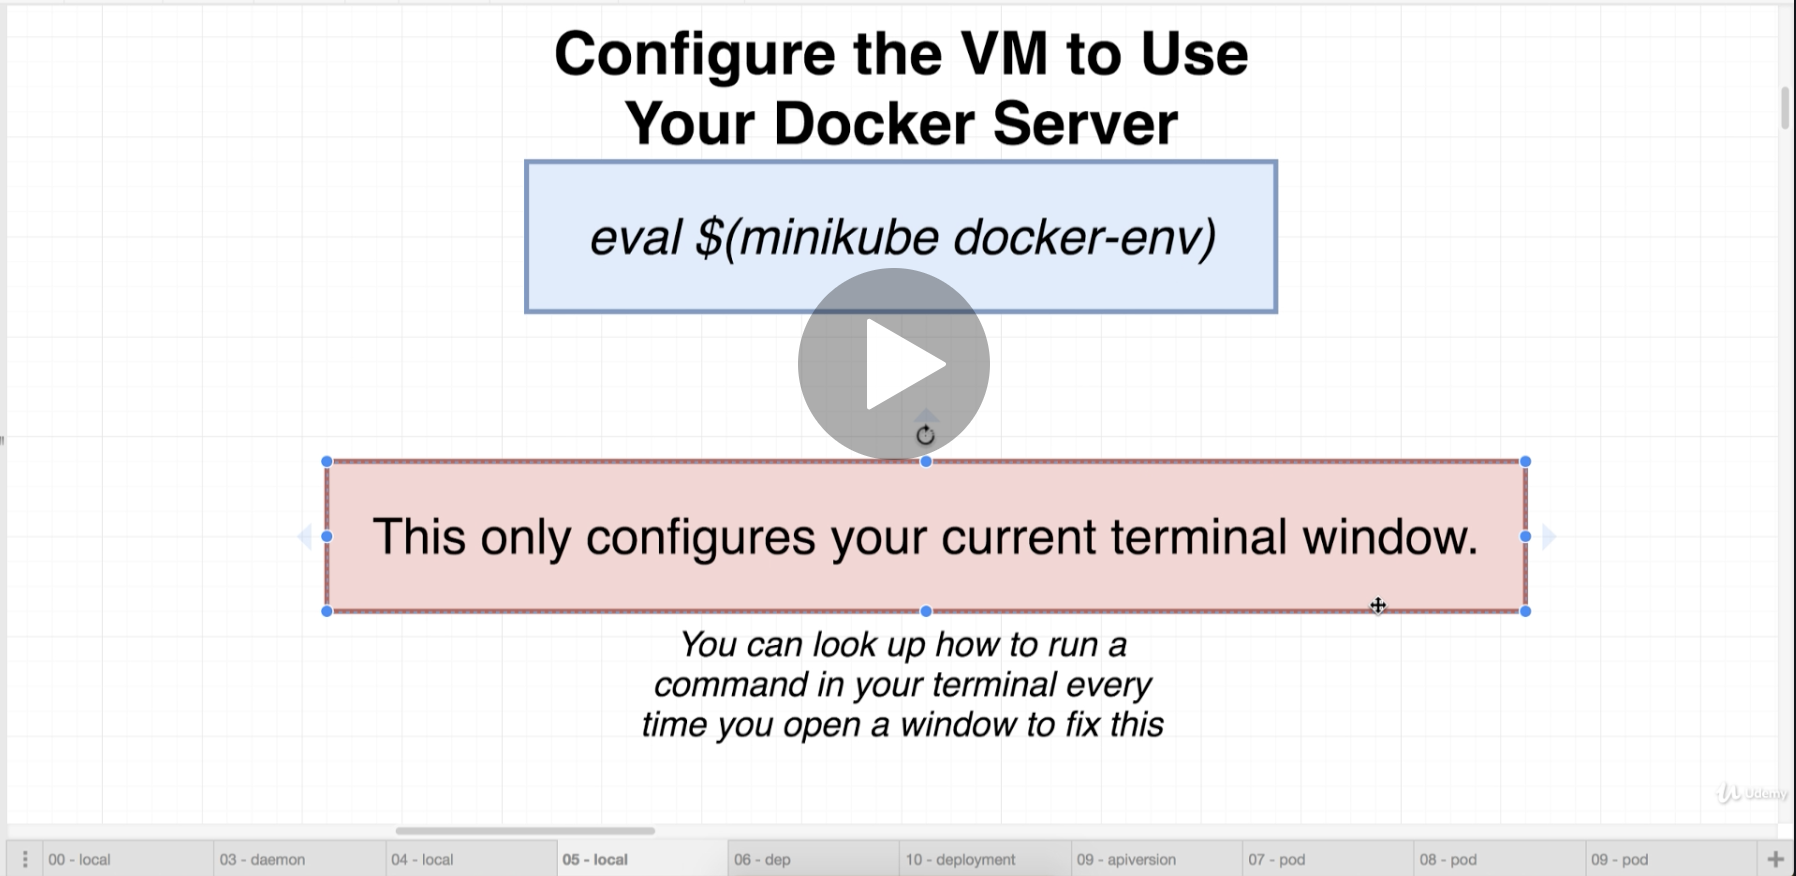 Configure the VM to Use
Your Docker Server
eval $(minikube docker-env)
This only configures your current terminal window.
You can look up how to run a
command in your terminal every
time you open a window to fix this
Udemy
00 - local
03 - daemon
04 - local
05 - local
06 - dep
10 - deployment
09 - apiversion
07 - pod
08 - pod
09 - pod